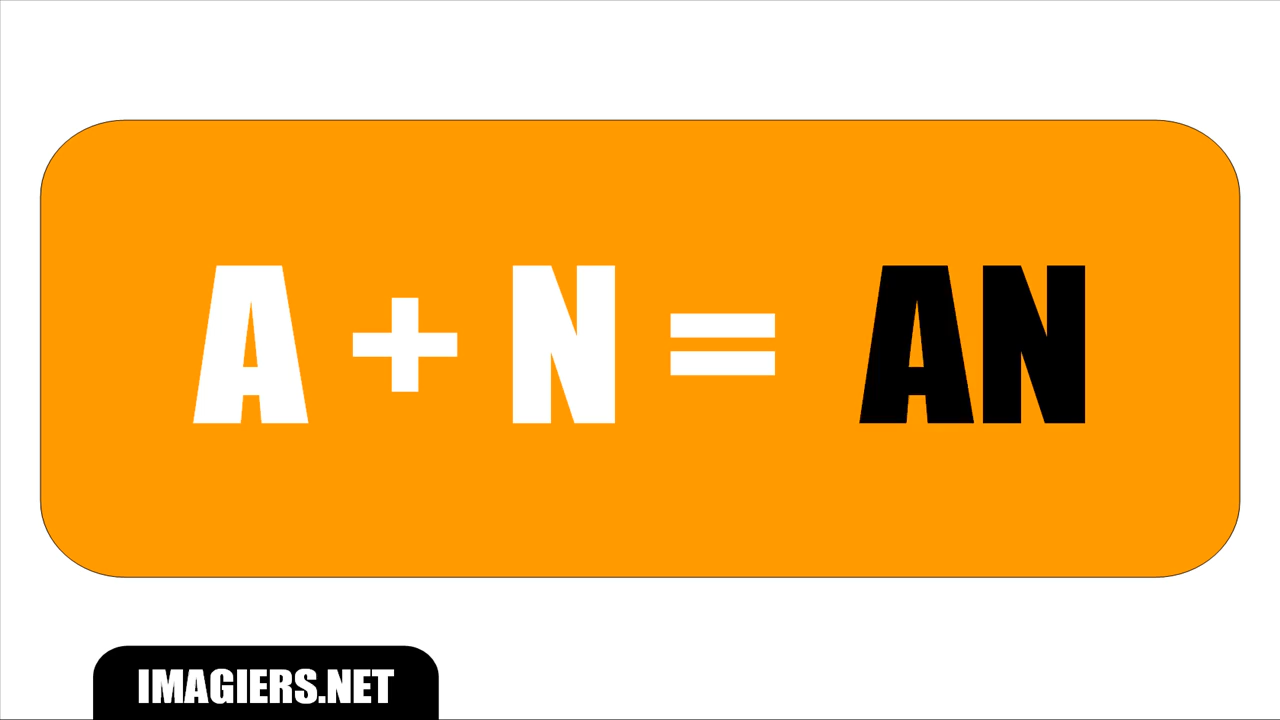 A + N = AN
IMAGIERS.NET